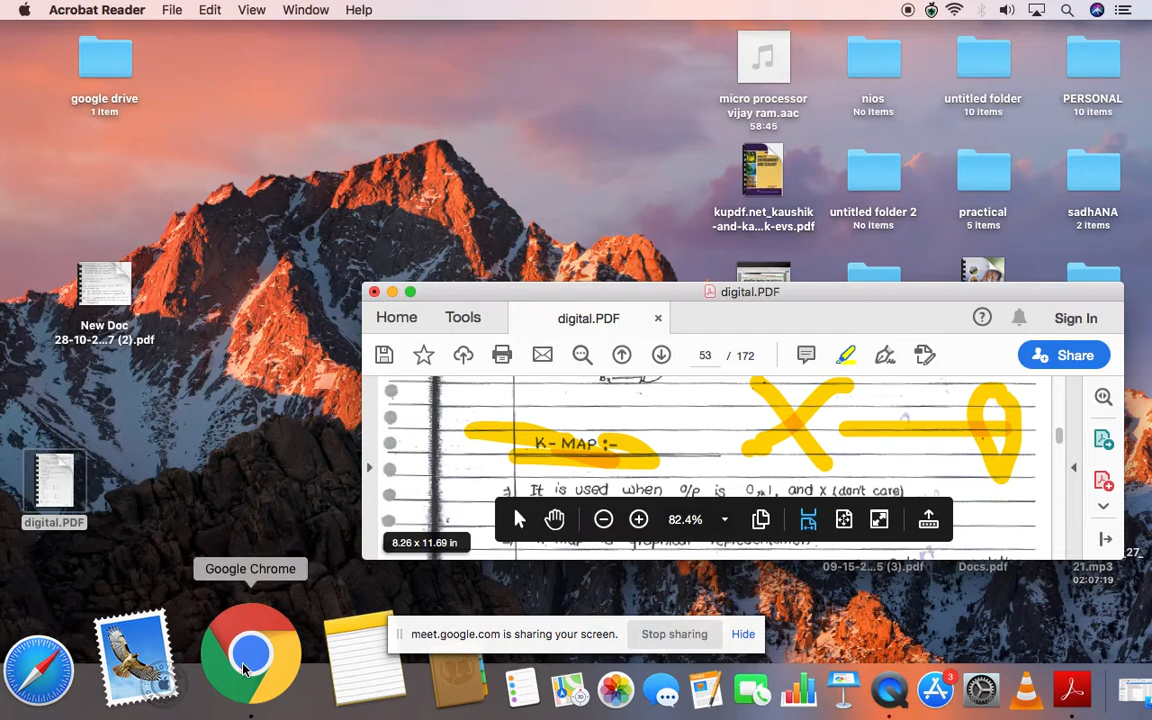 Acrobat Reader File Edit View Window Help
google drive
1 item
micro processor
vijay ram.aac
58:45
nios
No items
untitled folder
10 items
PERSONAL
10 items
kupdf.net_kaushik
-and-ka...k-evs.pdf
untitled folder 2
No items
practical
5 items
sadhANA
2 items
New Doc
28-10-2...7 (2).pdf
digital.PDF
digital.PDF
Home Tools digital.PDF × Sign In
53 / 172 Share
K- MAP :-
It is used when O/P is 0,1, and X (don't care)
82.4%
8.26 x 11.69 in
graphical representation.
09-15-2...5 (3).pdf
Docs.pdf
_27_
21.mp3
02:07:19
Google Chrome
meet.google.com is sharing your screen. Stop sharing Hide
3